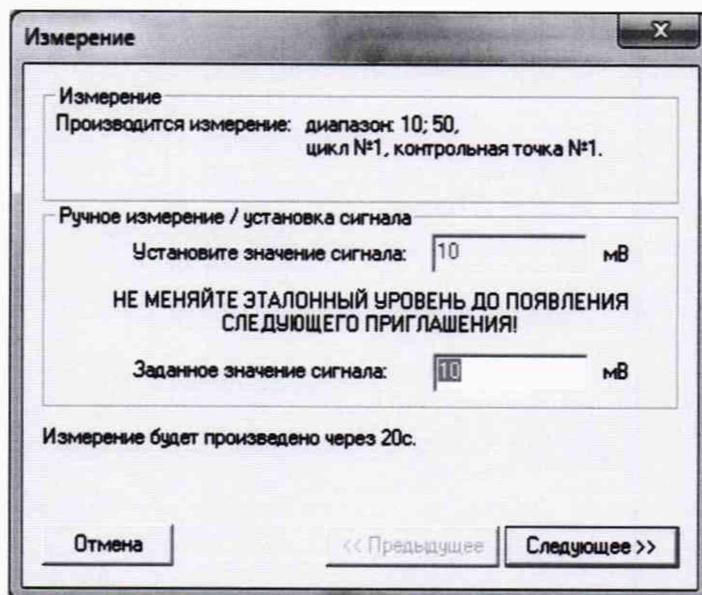 Измерение
x
Измерение
Производится измерение: диапазон: 10; 50,
цикл №1, контрольная точка №1.
Ручное измерение / установка сигнала
Установите значение сигнала: 10 мВ
НЕ МЕНЯЙТЕ ЭТАЛОННЫЙ УРОВЕНЬ ДО ПОЯВЛЕНИЯ
СЛЕДУЮЩЕГО ПРИГЛАШЕНИЯ!
Заданное значение сигнала: 10 мВ
Измерение будет произведено через 20с.
Отмена << Предыдущее Следующее >>